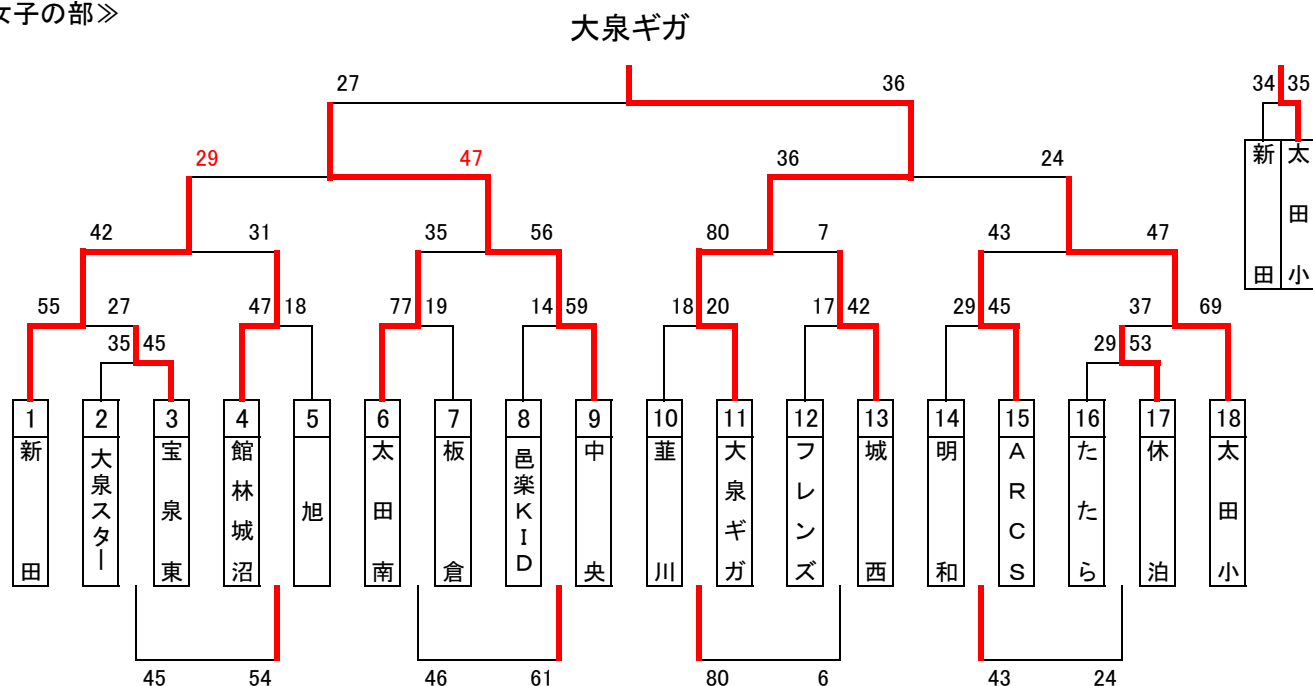 女子の部≫
大泉ギガ
27 36 34 35
29 47 36 24
新田 太田小
42 31 35 56 80 7 43 47
55 27 47 18 77 19 14 59 18 20 17 42 29 45 37 69
35 45 29 53
1 2 3 4 5 6 7 8 9 10 11 12 13 14 15 16 17 18
新田 大泉スター 宝泉東 館林城沼 旭 太田南 板倉 邑楽KID 中央 韮川 大泉ギガ フレンズ 城西 明和 ARCS たたら 休泊 太田小
45 54 46 61 80 6 43 24